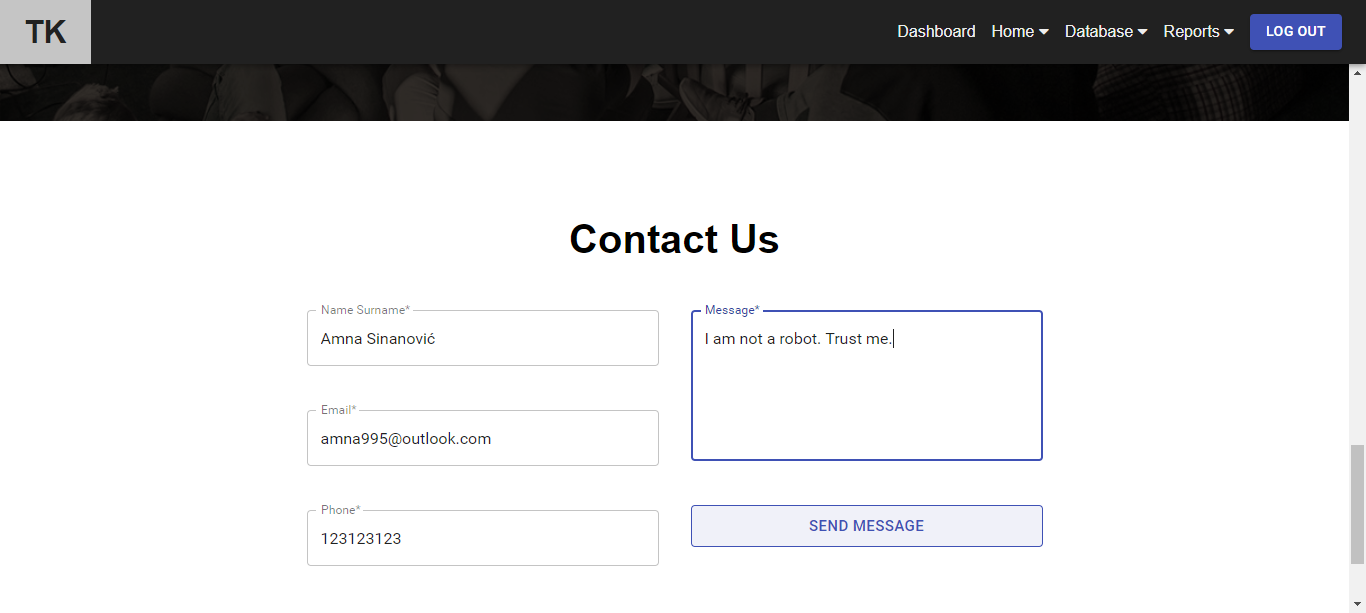 TK
Dashboard Home Database Reports LOG OUT
Contact Us
Name Surname*
Amna Sinanović
Email*
amna995@outlook.com
Phone*
123123123
Message*
I am not a robot. Trust me.
SEND MESSAGE